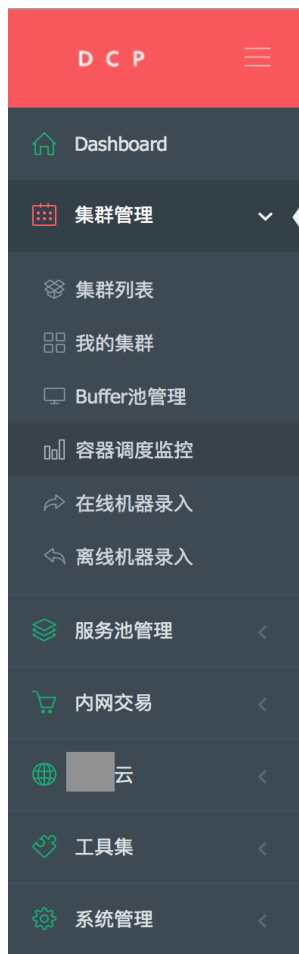 DCP
Dashboard
集群管理
集群列表
我的集群
Buffer池管理
容器调度监控
在线机器录入
离线机器录入
服务池管理
内网交易
云
工具集
系统管理